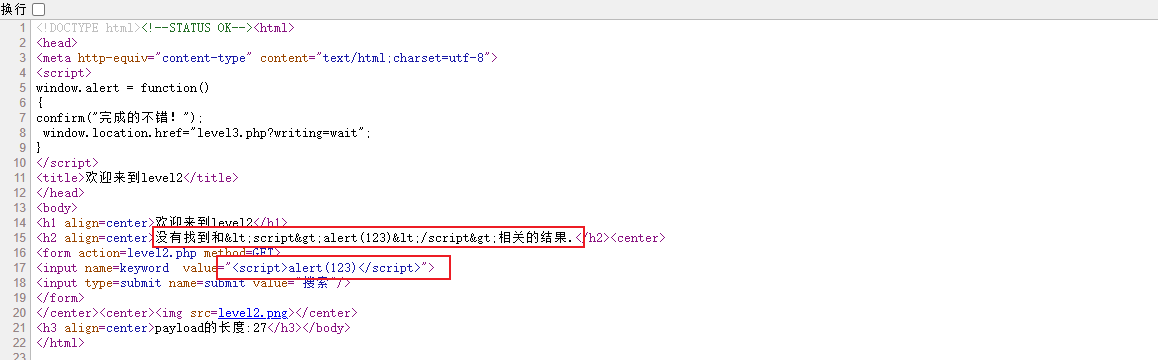 换行
1 <!DOCTYPE html><!--STATUS OK--><html>
2 <head>
3 <meta http-equiv="content-type" content="text/html;charset=utf-8">
4 <script>
5 window.alert = function()
6 {
7 confirm("完成的不错！");
8  window.location.href="level3.php?writing=wait";
9 }
10 </script>
11 <title>欢迎来到level2</title>
12 </head>
13 <body>
14 <h1 align=center>欢迎来到level2</h1>
15 <h2 align=center>没有找到和&lt;script&gt;alert(123)&lt;/script&gt;相关的结果.</h2><center>
16 <form action=level2.php method=GET>
17 <input name=keyword  value="<script>alert(123)</script>">
18 <input type=submit name=submit value="搜索"/>
19 </form>
20 </center><center><img src=level2.png></center>
21 <h3 align=center>payload的长度:27</h3></body>
22 </html>
23